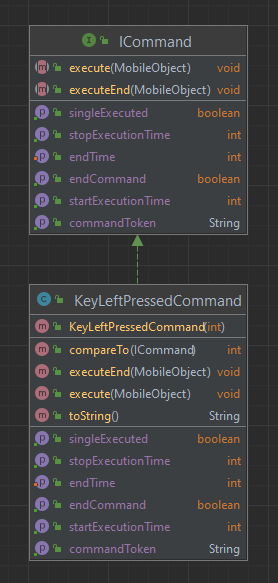 ICommand
execute(MobileObject) void
executeEnd(MobileObject) void
singleExecuted boolean
stopExecutionTime int
endTime int
endCommand boolean
startExecutionTime int
commandToken String
KeyLeftPressedCommand
KeyLeftPressedCommand(int)
compareTo(ICommand) int
executeEnd(MobileObject) void
execute(MobileObject) void
toString() String
singleExecuted boolean
stopExecutionTime int
endTime int
endCommand boolean
startExecutionTime int
commandToken String